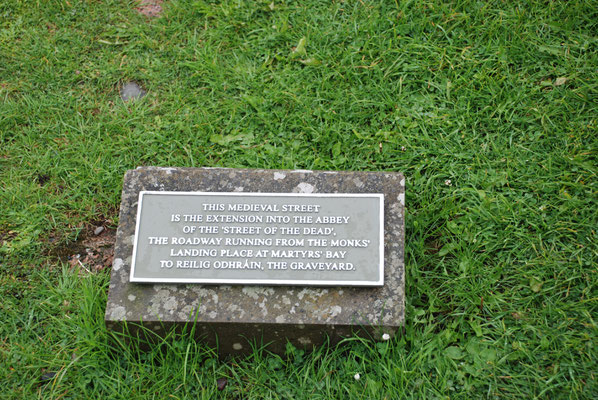 THIS MEDIEVAL STREET
IS THE EXTENSION INTO THE ABBEY
OF THE 'STREET OF THE DEAD',
THE ROADWAY RUNNING FROM THE MONKS'
LANDING PLACE AT MARTYRS' BAY
TO REILIG ODHRÀIN, THE GRAVEYARD.